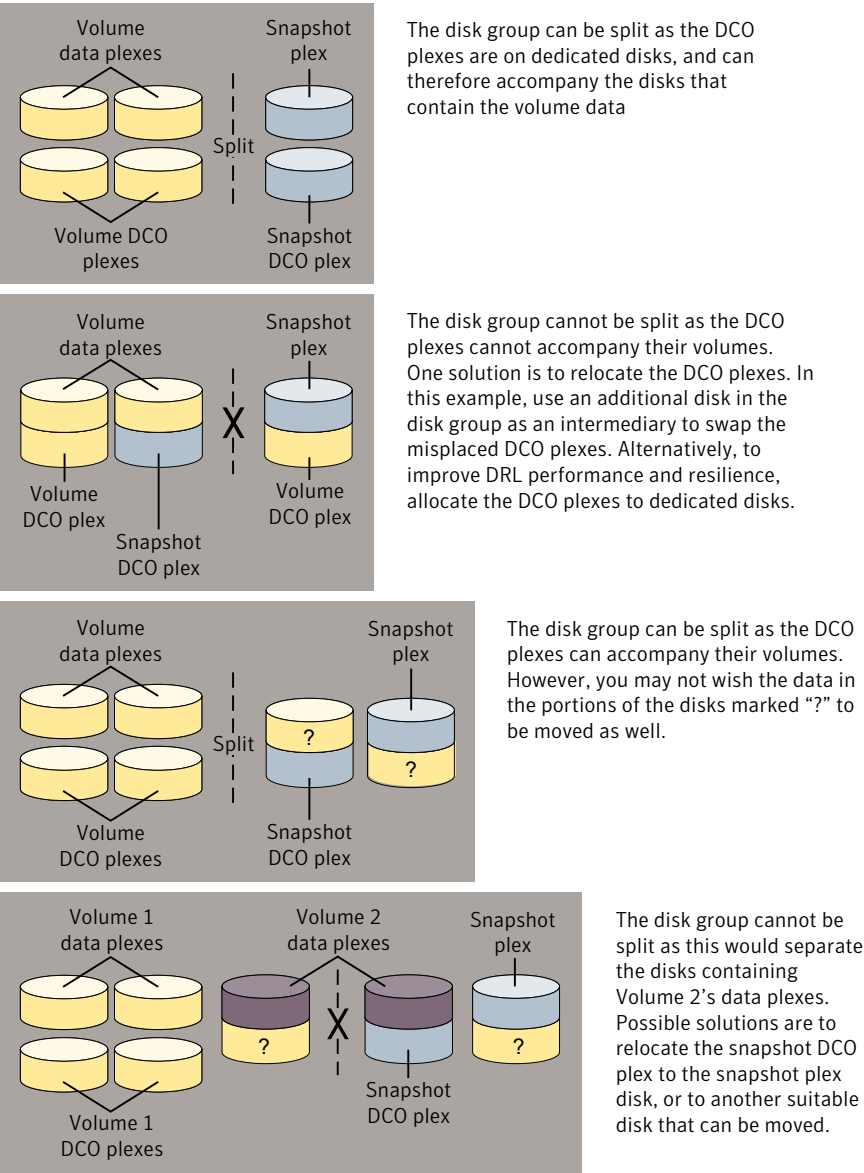 Volume
data plexes
Snapshot
plex
Split
Volume DCO
plexes
Snapshot
DCO plex
The disk group can be split as the DCO
plexes are on dedicated disks, and can
therefore accompany the disks that
contain the volume data
Volume
data plexes
Snapshot
plex
X
Volume
DCO plex
Snapshot
DCO plex
Volume
DCO plex
The disk group cannot be split as the DCO
plexes cannot accompany their volumes.
One solution is to relocate the DCO plexes. In
this example, use an additional disk in the
disk group as an intermediary to swap the
misplaced DCO plexes. Alternatively, to
improve DRL performance and resilience,
allocate the DCO plexes to dedicated disks.
Volume
data plexes
Snapshot
plex
Split
?
?
Volume
DCO plexes
Snapshot
DCO plex
The disk group can be split as the DCO
plexes can accompany their volumes.
However, you may not wish the data in
the portions of the disks marked “?” to
be moved as well.
Volume 1
data plexes
Volume 2
data plexes
Snapshot
plex
?
X
?
Volume 1
DCO plexes
Snapshot
DCO plex
The disk group cannot be
split as this would separate
the disks containing
Volume 2’s data plexes.
Possible solutions are to
relocate the snapshot DCO
plex to the snapshot plex
disk, or to another suitable
disk that can be moved.